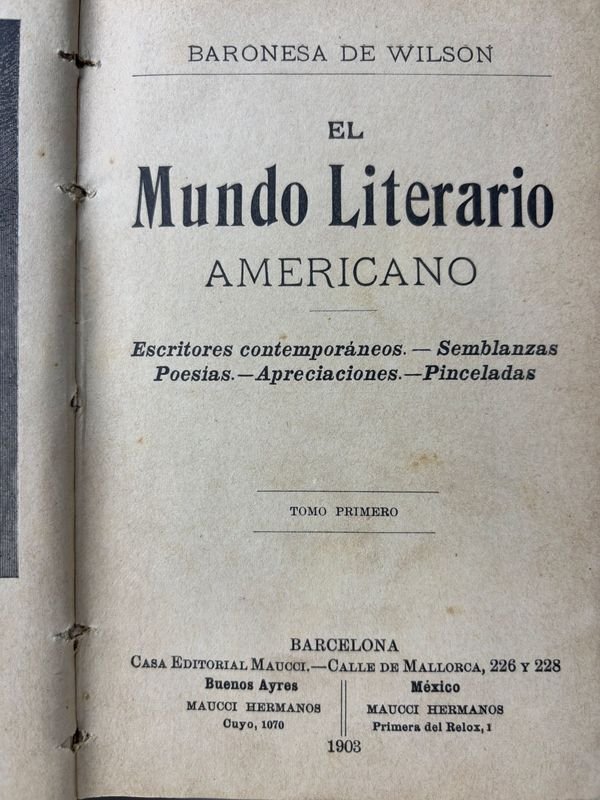 BARONESA DE WILSON
EL
Mundo Literario
AMERICANO
Escritores contemporáneos. — Semblanzas
Poesías.—Apreciaciones.—Pinceladas
TOMO PRIMERO
BARCELONA
CASA EDITORIAL MAUCCI.—CALLE DE MALLORCA, 226 Y 228
Buenos Ayres
MAUCCI HERMANOS
Cuyo, 1070
México
MAUCCI HERMANOS
Primera del Relox, 1
1903